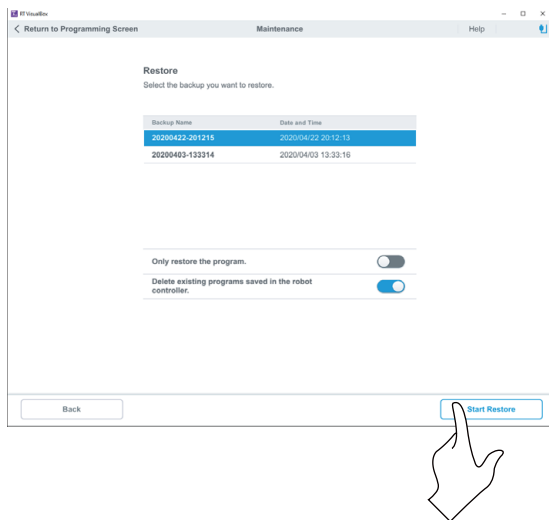 RT VisualBox
Return to Programming Screen
Maintenance
Help
Restore
Select the backup you want to restore.
Backup Name Date and Time
20200422-201215 2020/04/22 20:12:13
20200403-133314 2020/04/03 13:33:16
Only restore the program.
Delete existing programs saved in the robot
controller.
Back
Start Restore